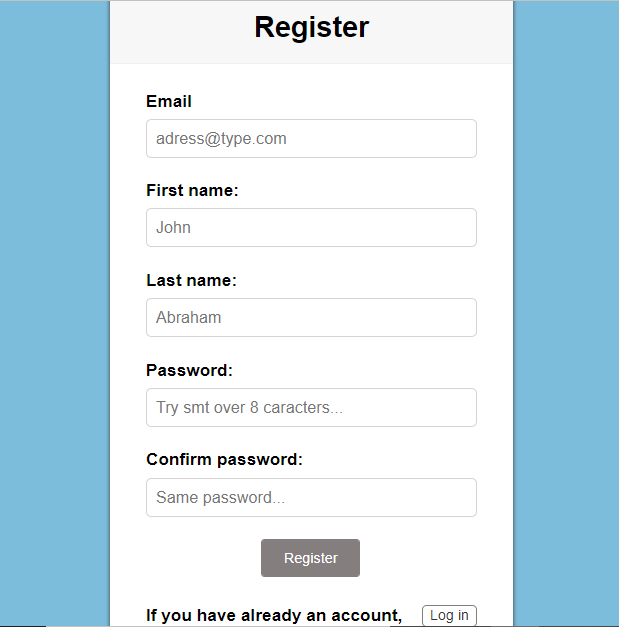 Register
Email
adress@type.com
First name:
John
Last name:
Abraham
Password:
Try smt over 8 caracters...
Confirm password:
Same password...
Register
If you have already an account, Log in